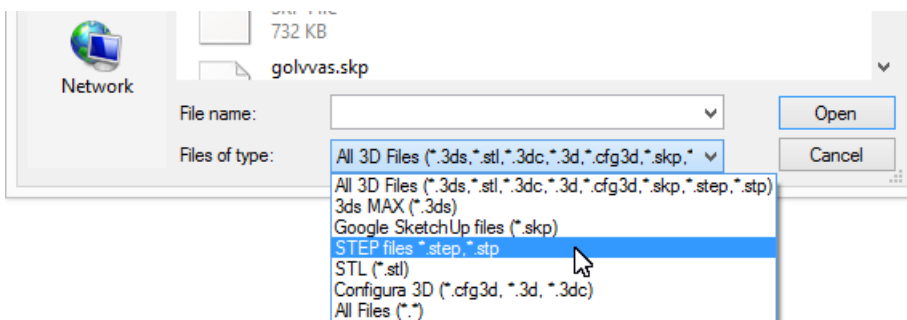 732 KB
golvvas.skp
Network
File name:
Open
Files of type:
All 3D Files (*.3ds,*.stl,*.3dc,*.3d,*.cfg3d,*.skp,*
Cancel
All 3D Files (*.3ds,*.stl,*.3dc,*.3d,*.cfg3d,*.skp,*.step,*.stp)
3ds MAX (*.3ds)
Google SketchUp files (*.skp)
STEP files *.step,*.stp
STL (*.stl)
Configura 3D (*.cfg3d, *.3d, *.3dc)
All Files (*.*)